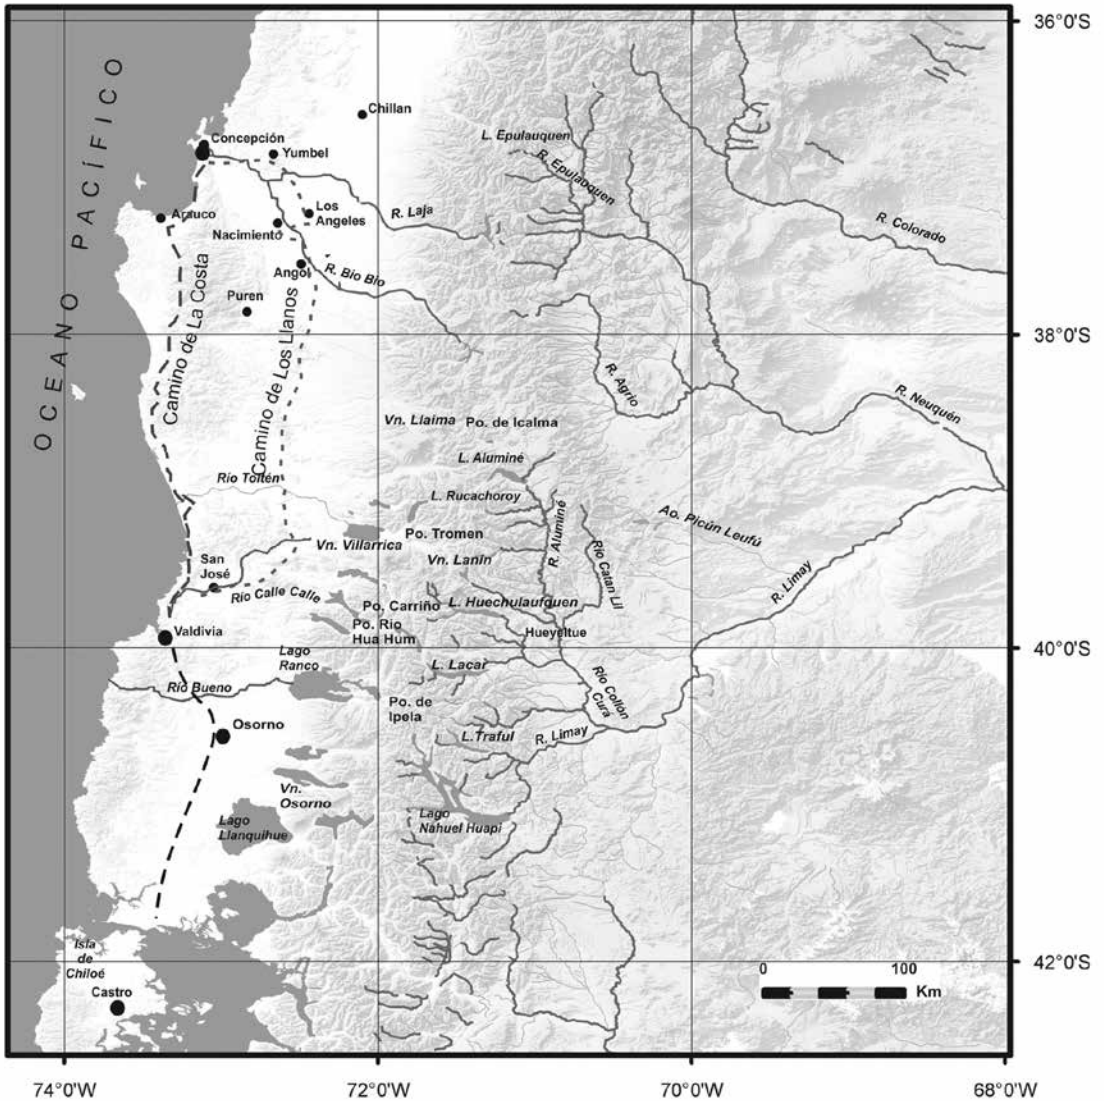 36°0'S
Chillan
Concepción
L. Epulauquen
Yumbel
R. Epulauquen
OCEANO PACÍFICO
Los
Angeles
Arauco
R. Laja
Nacimiento
R. Colorado
Angol
R. Bío Bío
Puren
38°0'S
Camino de La Costa
Camino de Los Llanos
R. Agrio
R. Neuquén
Vn. Llaima
Po. de Icalma
L. Aluminé
Río Toltén
L. Rucachoroy
Ao. Picún Leufú
Po. Tromen
R. Aluminé
Vn. Villarrica
San
José
Vn. Lanin
Río Catan Lil
R. Limay
Río Calle Calle
Po. Carriño
L. Huechulaufquen
Po. Rio
Hua Hum
Valdivia
Hueyeltue
40°0'S
Lago
Ranco
L. Lacar
Río Bueno
Río Collón
Curá
Po. de
Ipela
Osorno
L.Traful
R. Limay
Vn.
Osorno
Lago
Llanquihue
Lago
Nahuel Huapi
Isla
de
Chiloé
42°0'S
0 100
Km
Castro
74°0'W 72°0'W 70°0'W 68°0'W